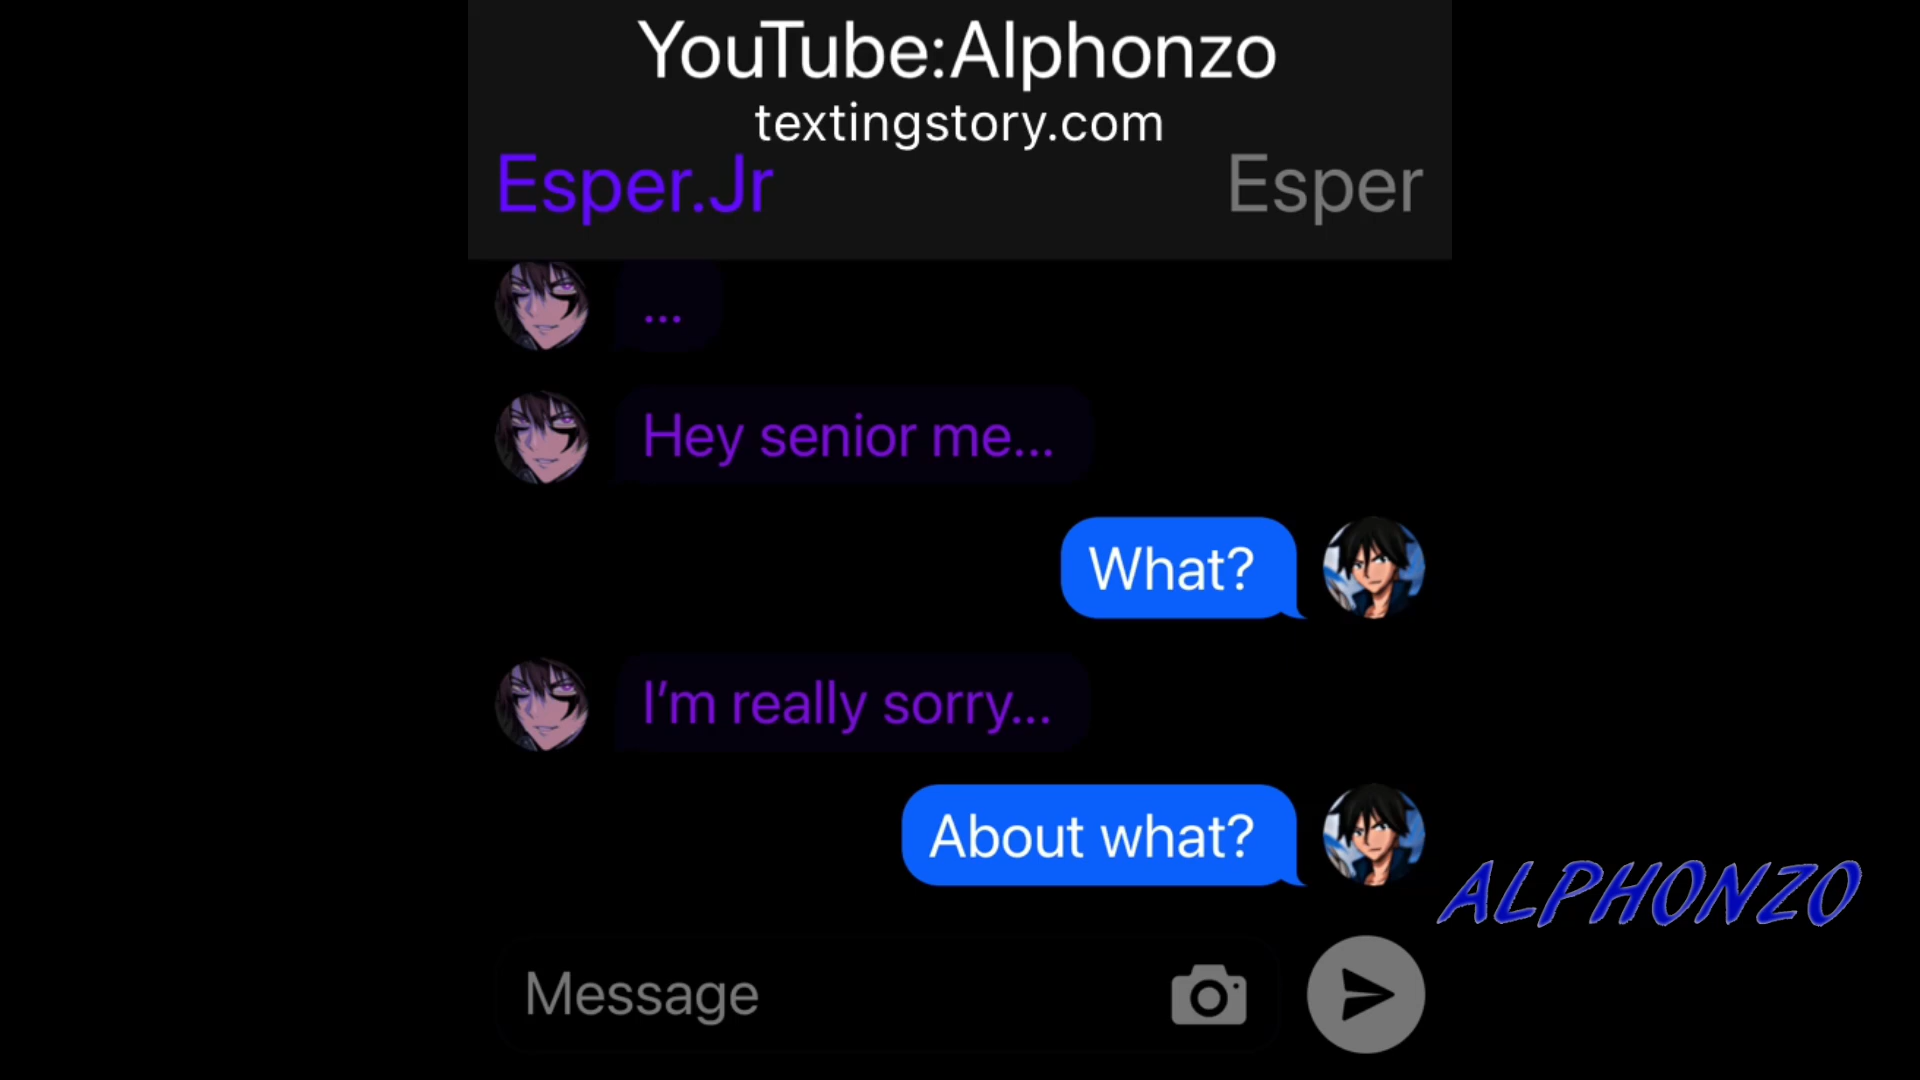 YouTube:Alphonzo
textingstory.com
Esper.Jr
Esper
...
Hey senior me...
What?
I’m really sorry...
About what?
ALPHONZO
Message